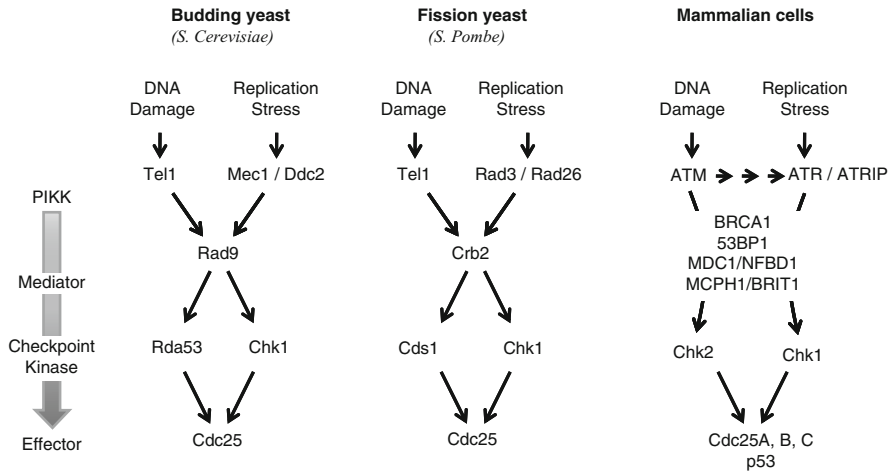 Budding yeast
(S. Cerevisiae)
Fission yeast
(S. Pombe)
Mammalian cells
DNA
Damage
Replication
Stress
DNA
Damage
Replication
Stress
DNA
Damage
Replication
Stress
Tel1
Mec1 / Ddc2
Tel1
Rad3 / Rad26
ATM
ATR / ATRIP
PIKK
BRCA1
53BP1
MDC1/NFBD1
MCPH1/BRIT1
Rad9
Crb2
Mediator
Checkpoint
Kinase
Rda53
Chk1
Cds1
Chk1
Chk2
Chk1
Effector
Cdc25
Cdc25
Cdc25A, B, C
p53